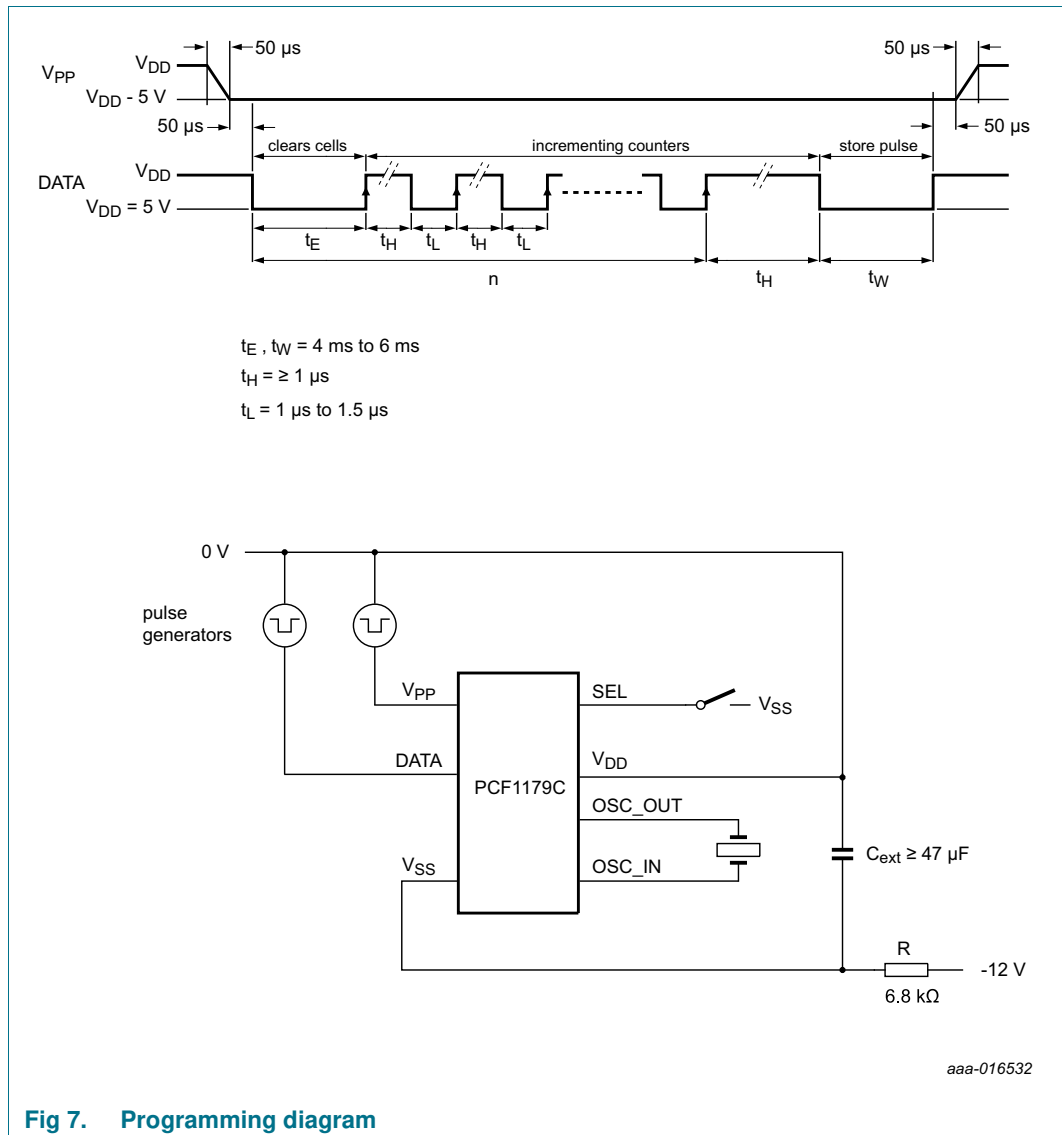 50 µs
50 µs
VPP
VDD
VDD - 5 V
50 µs
50 µs
clears cells
incrementing counters
store pulse
DATA
VDD
VDD = 5 V
tE
tH
tL
tH
tL
n
tH
tW
tE , tW = 4 ms to 6 ms
tH = ≥ 1 µs
tL = 1 µs to 1.5 µs
0 V
pulse
generators
VPP
SEL
VSS
DATA
VDD
PCF1179C
OSC_OUT
VSS
OSC_IN
Cext ≥ 47 µF
R
-12 V
6.8 kΩ
aaa-016532
Fig 7. Programming diagram